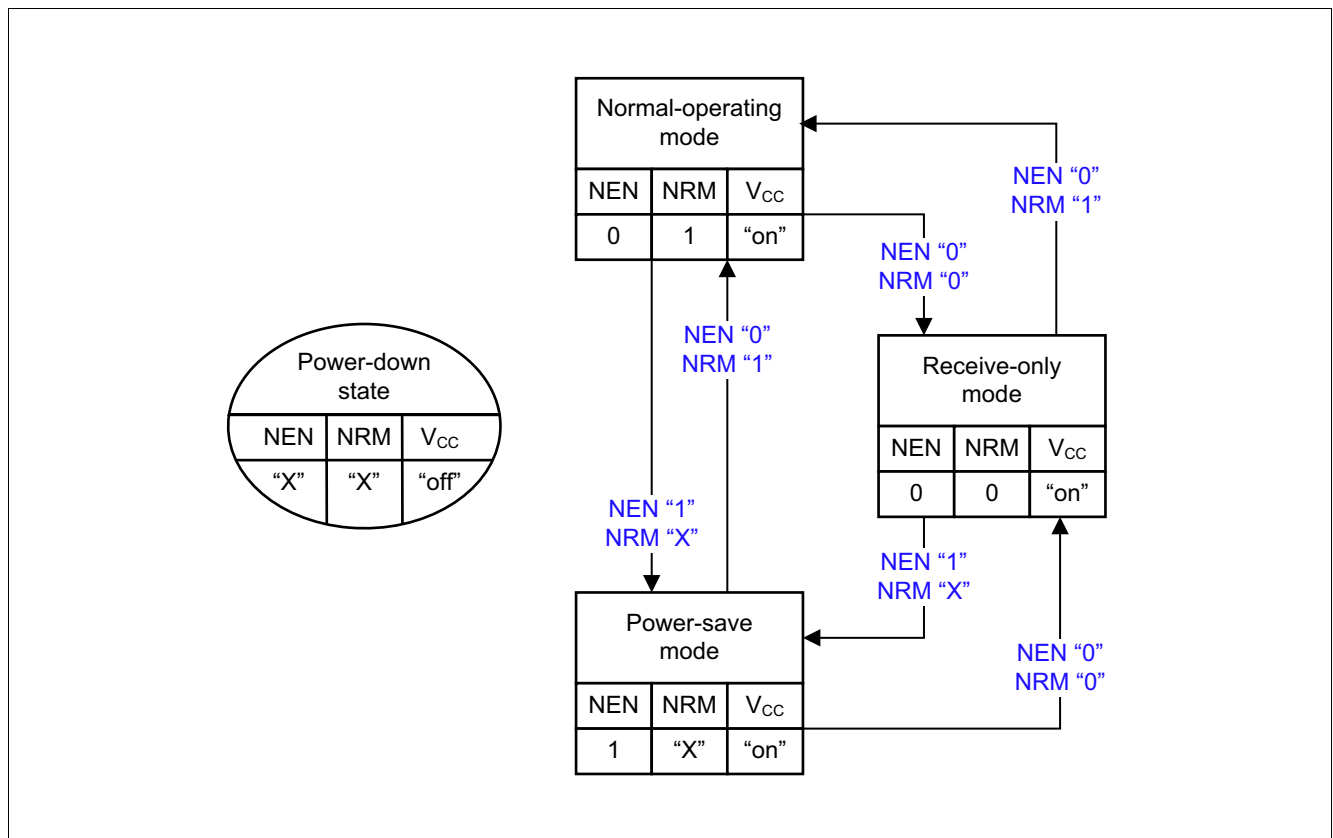 Normal-operating
mode
NEN NRM VCC
0 1 “on”
NEN “0”
NRM “1”
NEN “0”
NRM “0”
NEN “0”
NRM “1”
Power-down
state
NEN NRM VCC
“X” “X” “off”
Receive-only
mode
NEN NRM VCC
0 0 “on”
NEN “1”
NRM “X”
NEN “1”
NRM “X”
Power-save
mode
NEN NRM VCC
1 “X” “on”
NEN “0”
NRM “0”